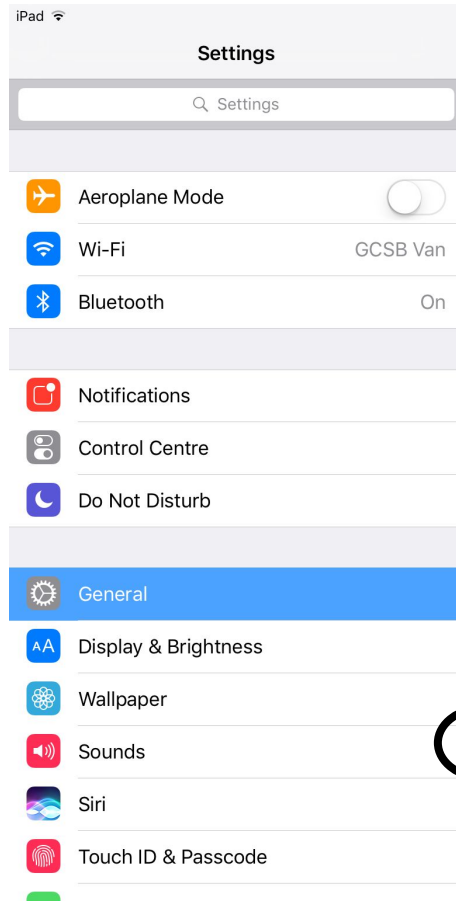 iPad
Settings
Settings
Aeroplane Mode
Wi-Fi GCSB Van
Bluetooth On
Notifications
Control Centre
Do Not Disturb
General
AA Display & Brightness
Wallpaper
Sounds
Siri
Touch ID & Passcode